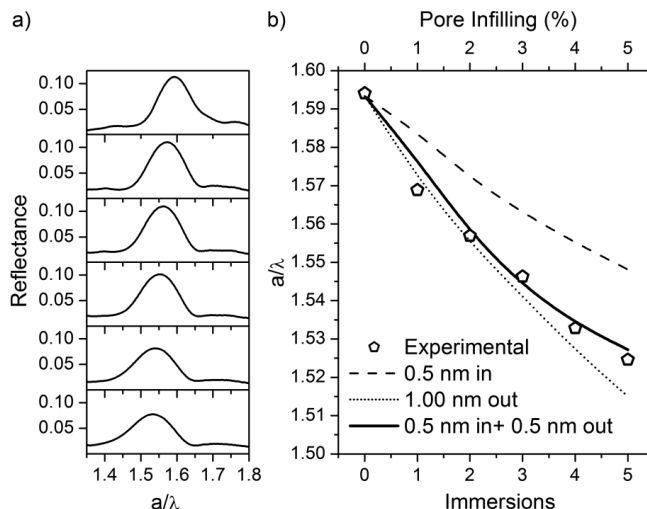 a)
0.10
0.05
0.10
0.05
0.10
0.05
0.10
0.05
0.10
0.05
0.10
0.05
Reflectance
1.4 1.5 1.6 1.7 1.8
a/λ
b)
Pore Infilling (%)
0 1 2 3 4 5
1.60
1.59
1.58
1.57
1.56
1.55
1.54
1.53
1.52
1.51
1.50
a/λ
Experimental
0.5 nm in
1.00 nm out
0.5 nm in+ 0.5 nm out
0 1 2 3 4 5
Immersions